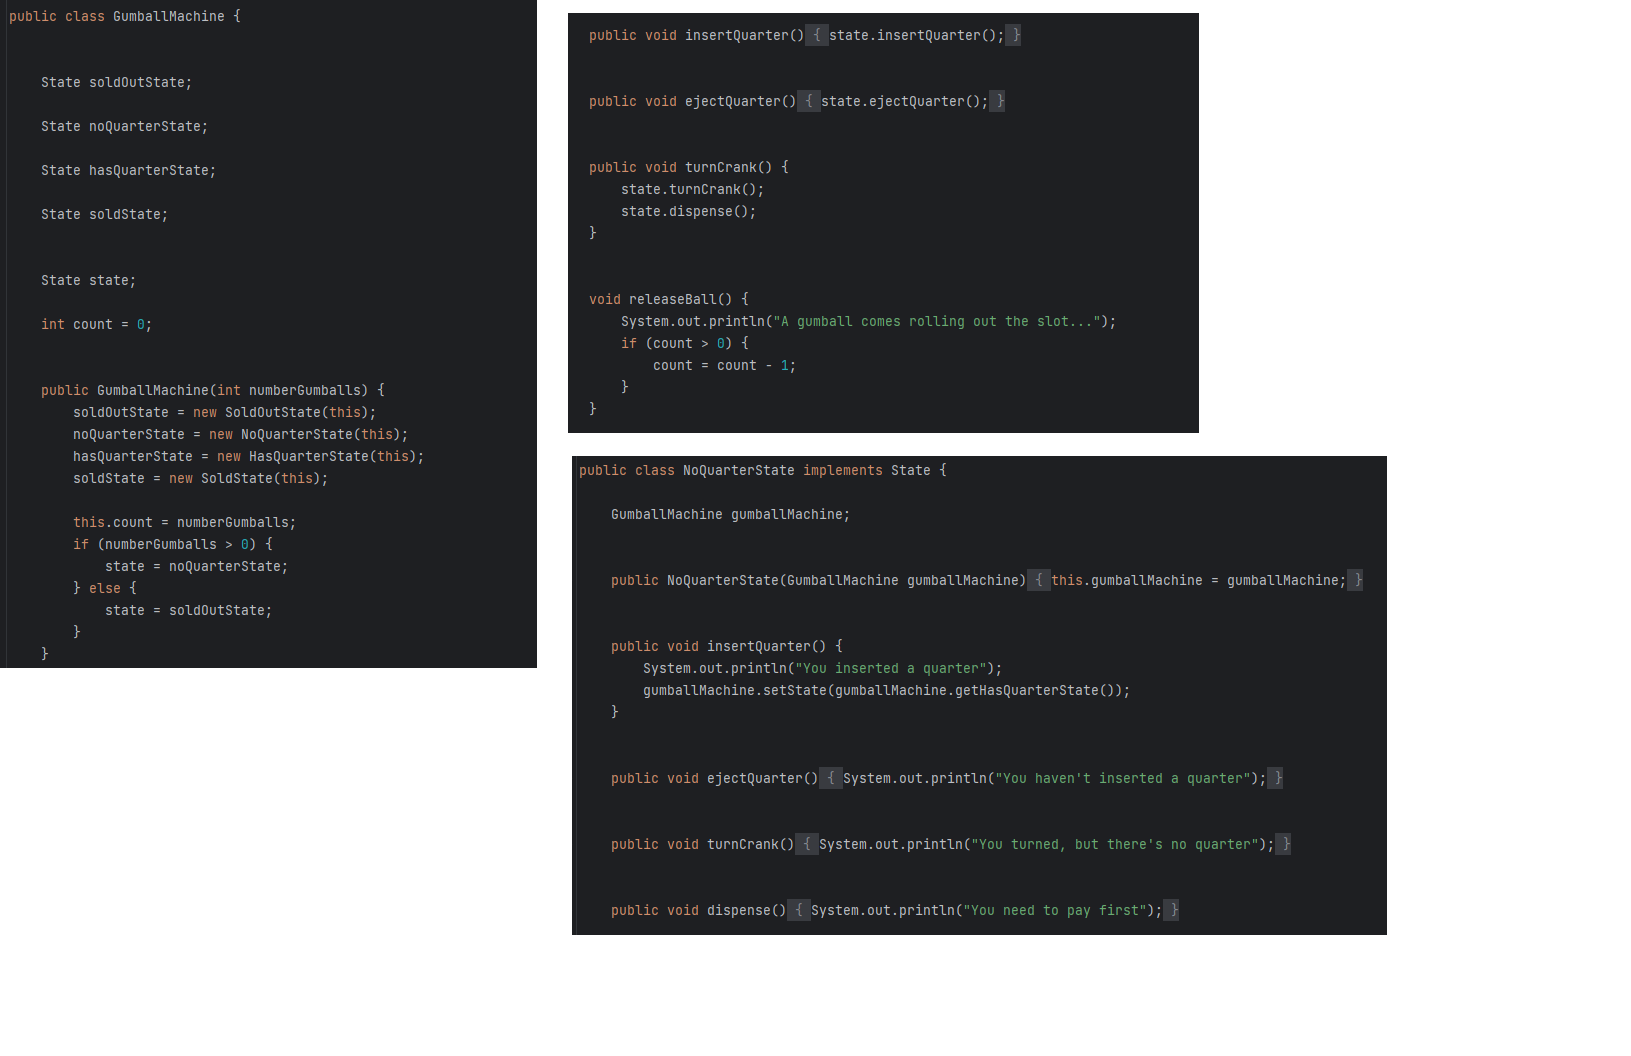 public class GumballMachine {
State soldOutState;
State noQuarterState;
State hasQuarterState;
State soldState;
State state;
int count = 0;
public GumballMachine(int numberGumballs) {
soldOutState = new SoldOutState(this);
noQuarterState = new NoQuarterState(this);
hasQuarterState = new HasQuarterState(this);
soldState = new SoldState(this);
this.count = numberGumballs;
if (numberGumballs > 0) {
state = noQuarterState;
} else {
state = soldOutState;
}
}
public void insertQuarter() { state.insertQuarter(); }
public void ejectQuarter() { state.ejectQuarter(); }
public void turnCrank() {
state.turnCrank();
state.dispense();
}
void releaseBall() {
System.out.println("A gumball comes rolling out the slot...");
if (count > 0) {
count = count - 1;
}
}
public class NoQuarterState implements State {
GumballMachine gumballMachine;
public NoQuarterState(GumballMachine gumballMachine) { this.gumballMachine = gumballMachine; }
public void insertQuarter() {
System.out.println("You inserted a quarter");
gumballMachine.setState(gumballMachine.getHasQuarterState());
}
public void ejectQuarter() { System.out.println("You haven't inserted a quarter"); }
public void turnCrank() { System.out.println("You turned, but there's no quarter"); }
public void dispense() { System.out.println("You need to pay first"); }